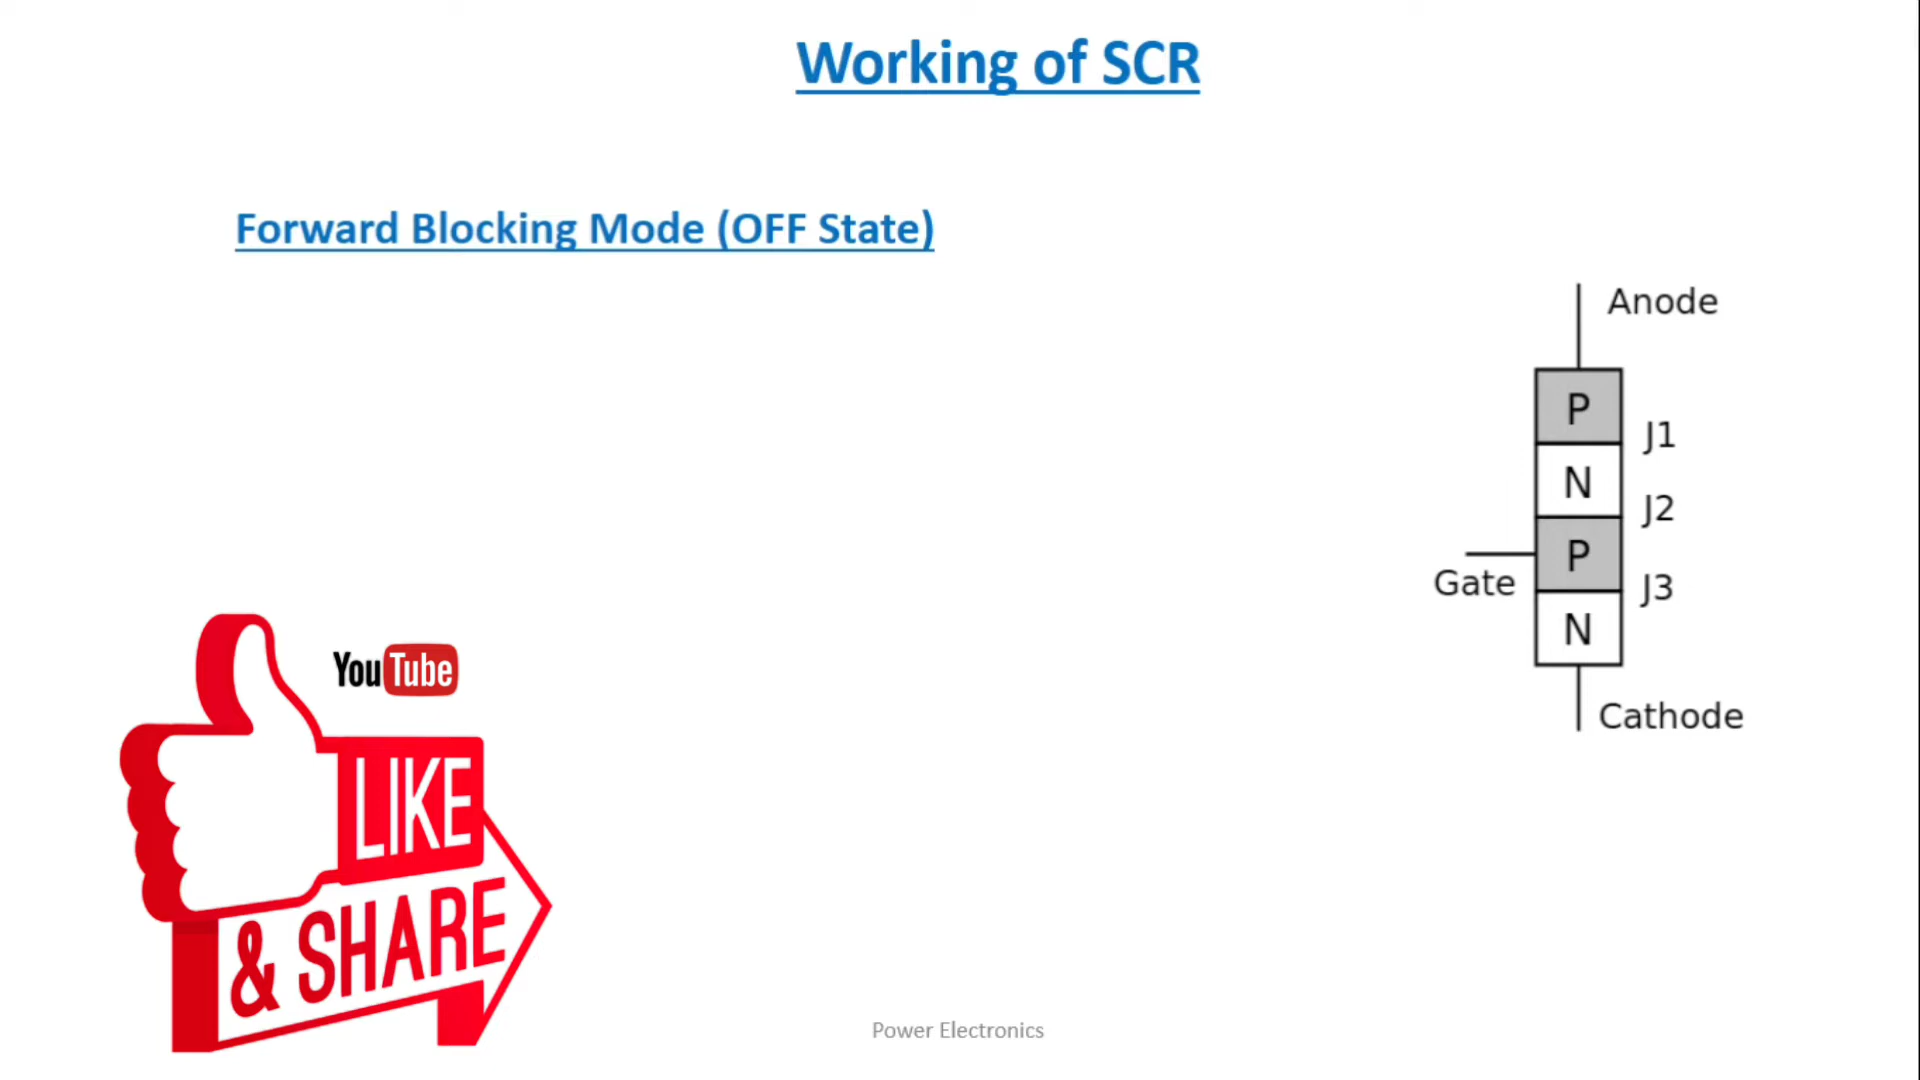 Working of SCR
Forward Blocking Mode (OFF State)
Anode
P
J1
N
J2
P
Gate
J3
N
Cathode
YouTube
LIKE
& SHARE
Power Electronics